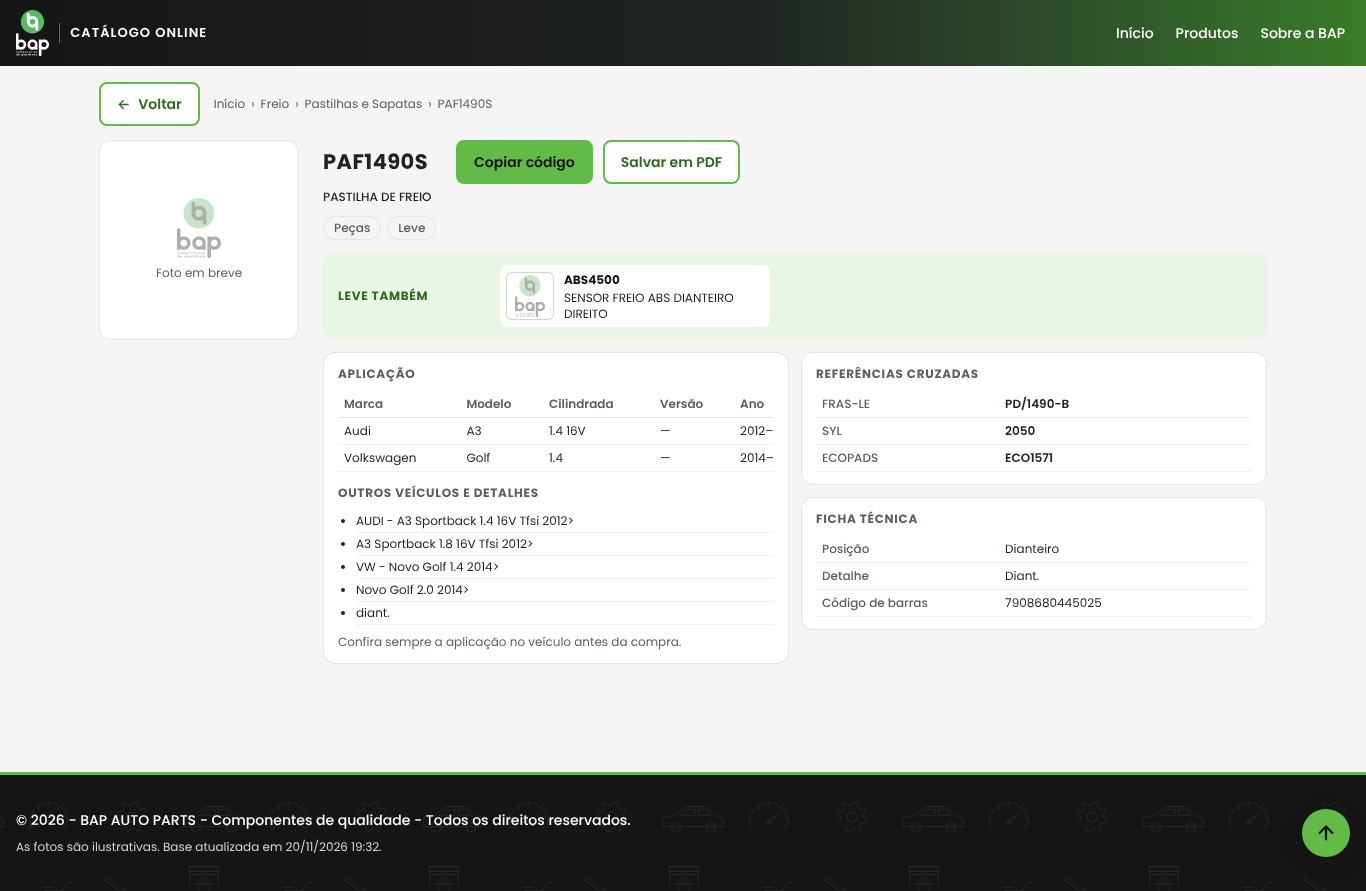 bap
CATÁLOGO ONLINE
Início
Produtos
Sobre a BAP
← Voltar
Início › Freio › Pastilhas e Sapatas › PAF1490S
bap
Foto em breve
PAF1490S
Copiar código
Salvar em PDF
PASTILHA DE FREIO
Peças
Leve
LEVE TAMBÉM
bap
ABS4500
SENSOR FREIO ABS DIANTEIRO
DIREITO
APLICAÇÃO
Marca Modelo Cilindrada Versão Ano
Audi A3 1.4 16V — 2012–
Volkswagen Golf 1.4 — 2014–
OUTROS VEÍCULOS E DETALHES
• AUDI - A3 Sportback 1.4 16V Tfsi 2012>
• A3 Sportback 1.8 16V Tfsi 2012>
• VW - Novo Golf 1.4 2014>
• Novo Golf 2.0 2014>
• diant.
Confira sempre a aplicação no veículo antes da compra.
REFERÊNCIAS CRUZADAS
FRAS-LE PD/1490-B
SYL 2050
ECOPADS ECO1571
FICHA TÉCNICA
Posição Dianteiro
Detalhe Diant.
Código de barras 7908680445025
© 2026 - BAP AUTO PARTS - Componentes de qualidade - Todos os direitos reservados.
As fotos são ilustrativas. Base atualizada em 20/11/2026 19:32.